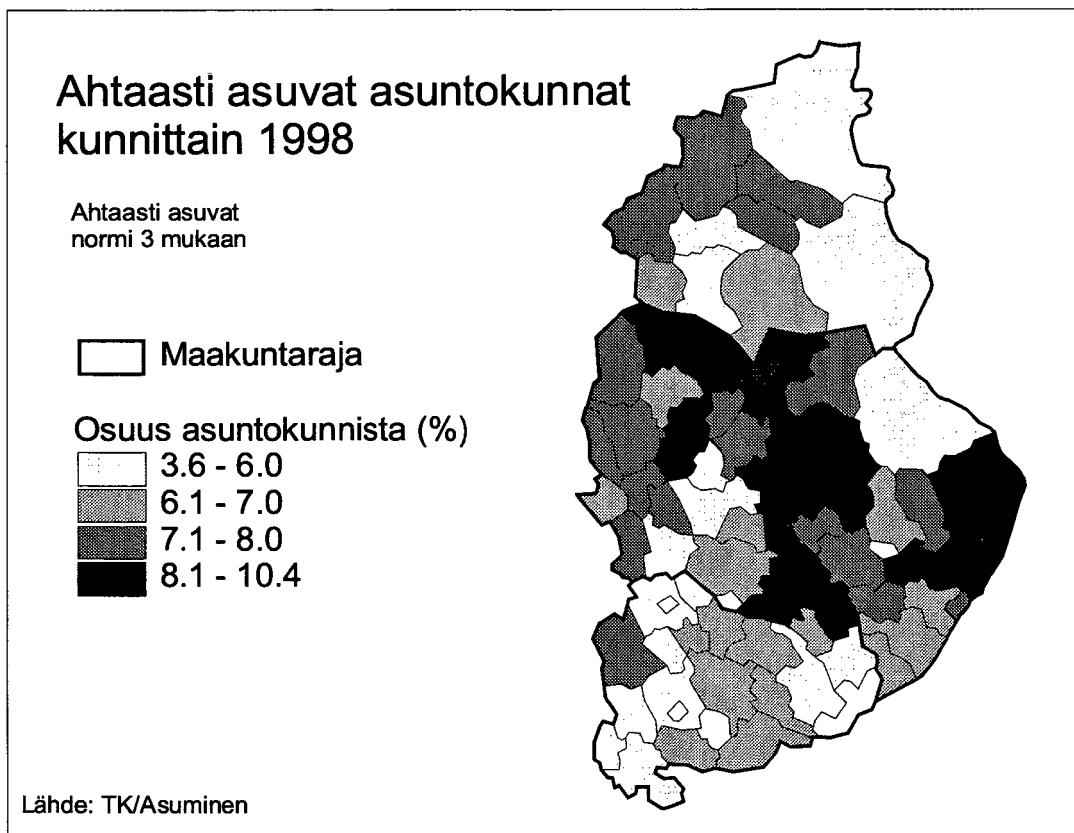 Ahtaasti asuvat asuntokunnat
kunnittain 1998
Ahtaasti asuvat
normi 3 mukaan
Maakuntaraja
Osuus asuntokunnista (%)
3.6 - 6.0
6.1 - 7.0
7.1 - 8.0
8.1 - 10.4
Lähde: TK/Asuminen